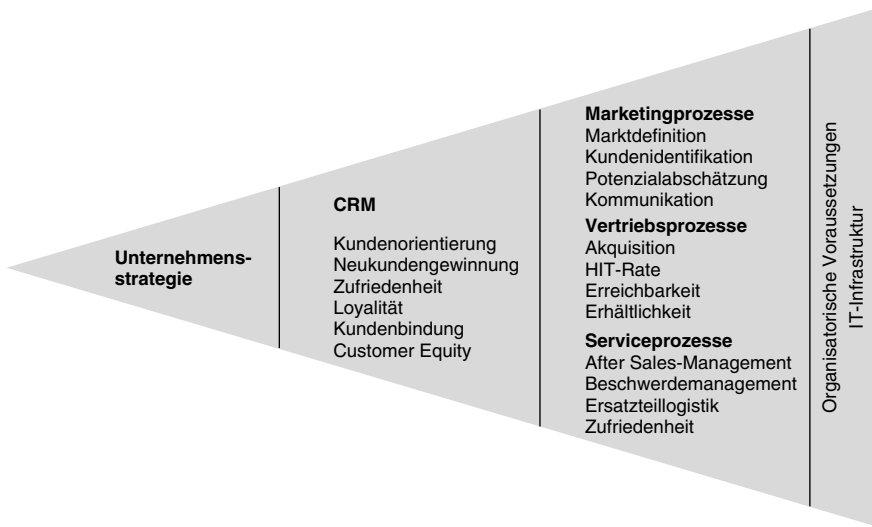 Unternehmens-
strategie
CRM
Kundenorientierung
Neukundengewinnung
Zufriedenheit
Loyalität
Kundenbindung
Customer Equity
Marketingprozesse
Marktdefinition
Kundenidentifikation
Potenzialabschätzung
Kommunikation
Vertriebsprozesse
Akquisition
HIT-Rate
Erreichbarkeit
Erhältlichkeit
Serviceprozesse
After Sales-Management
Beschwerdemanagement
Ersatzteillogistik
Zufriedenheit
Organisatorische Voraussetzungen
IT-Infrastruktur